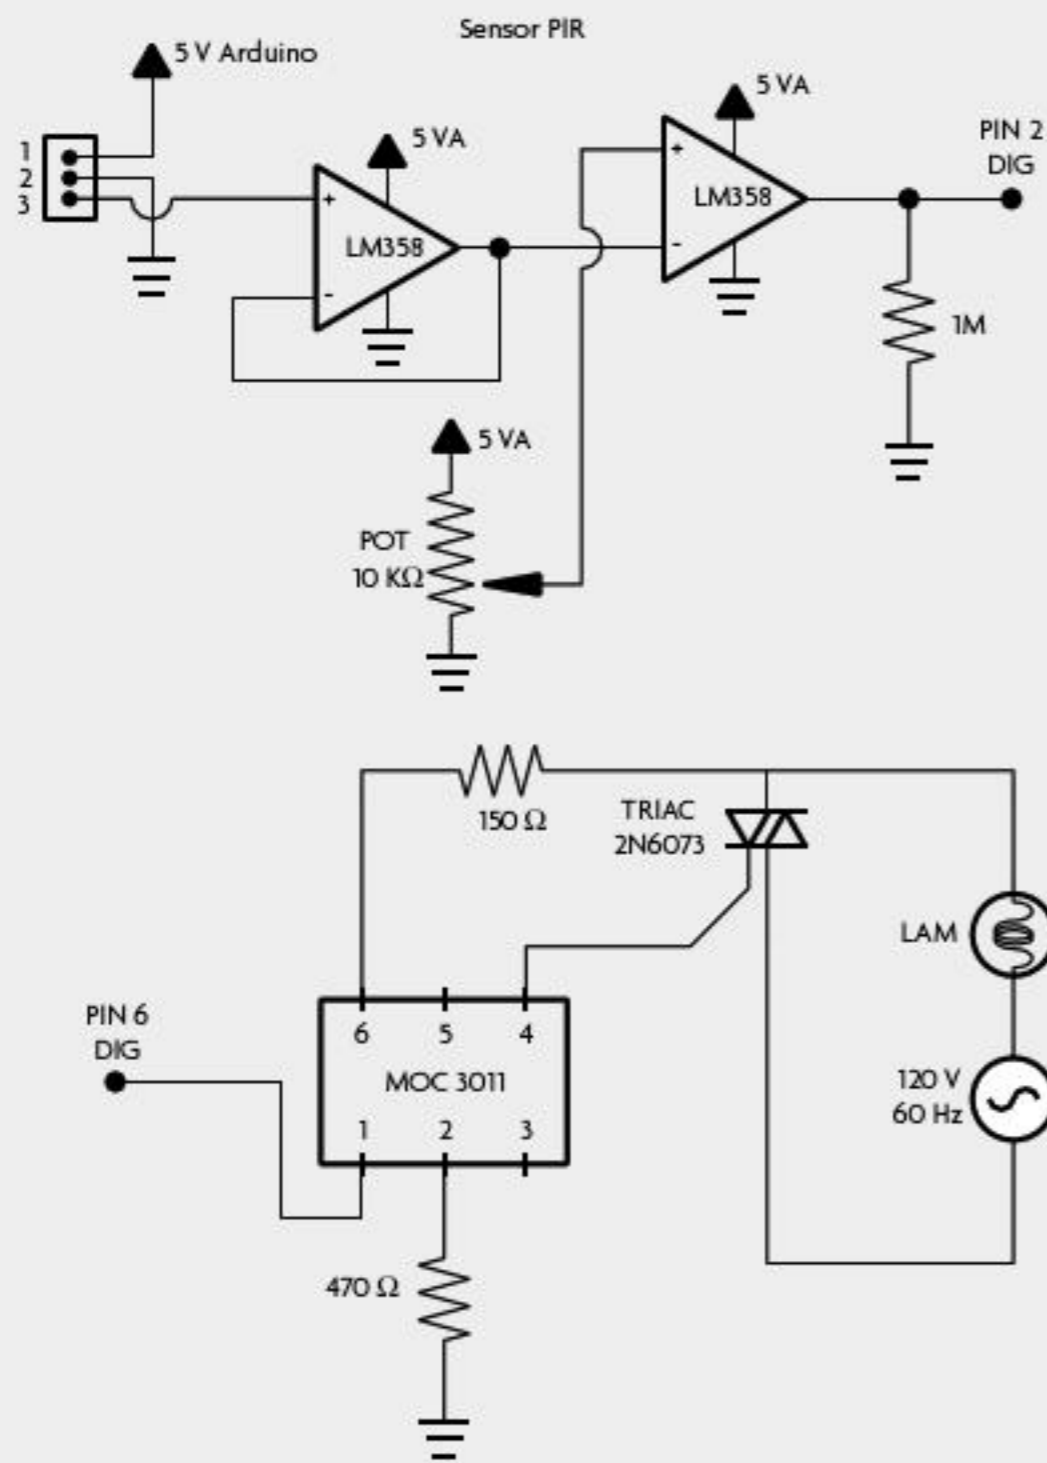 Sensor PIR
5 V Arduino
1
2
3
5 VA
+
LM358
-
5 VA
+
LM358
-
PIN 2
DIG
1M
5 VA
POT
10 KΩ
150 Ω
TRIAC
2N6073
LAM
120 V
60 Hz
PIN 6
DIG
6 5 4
MOC 3011
1 2 3
470 Ω